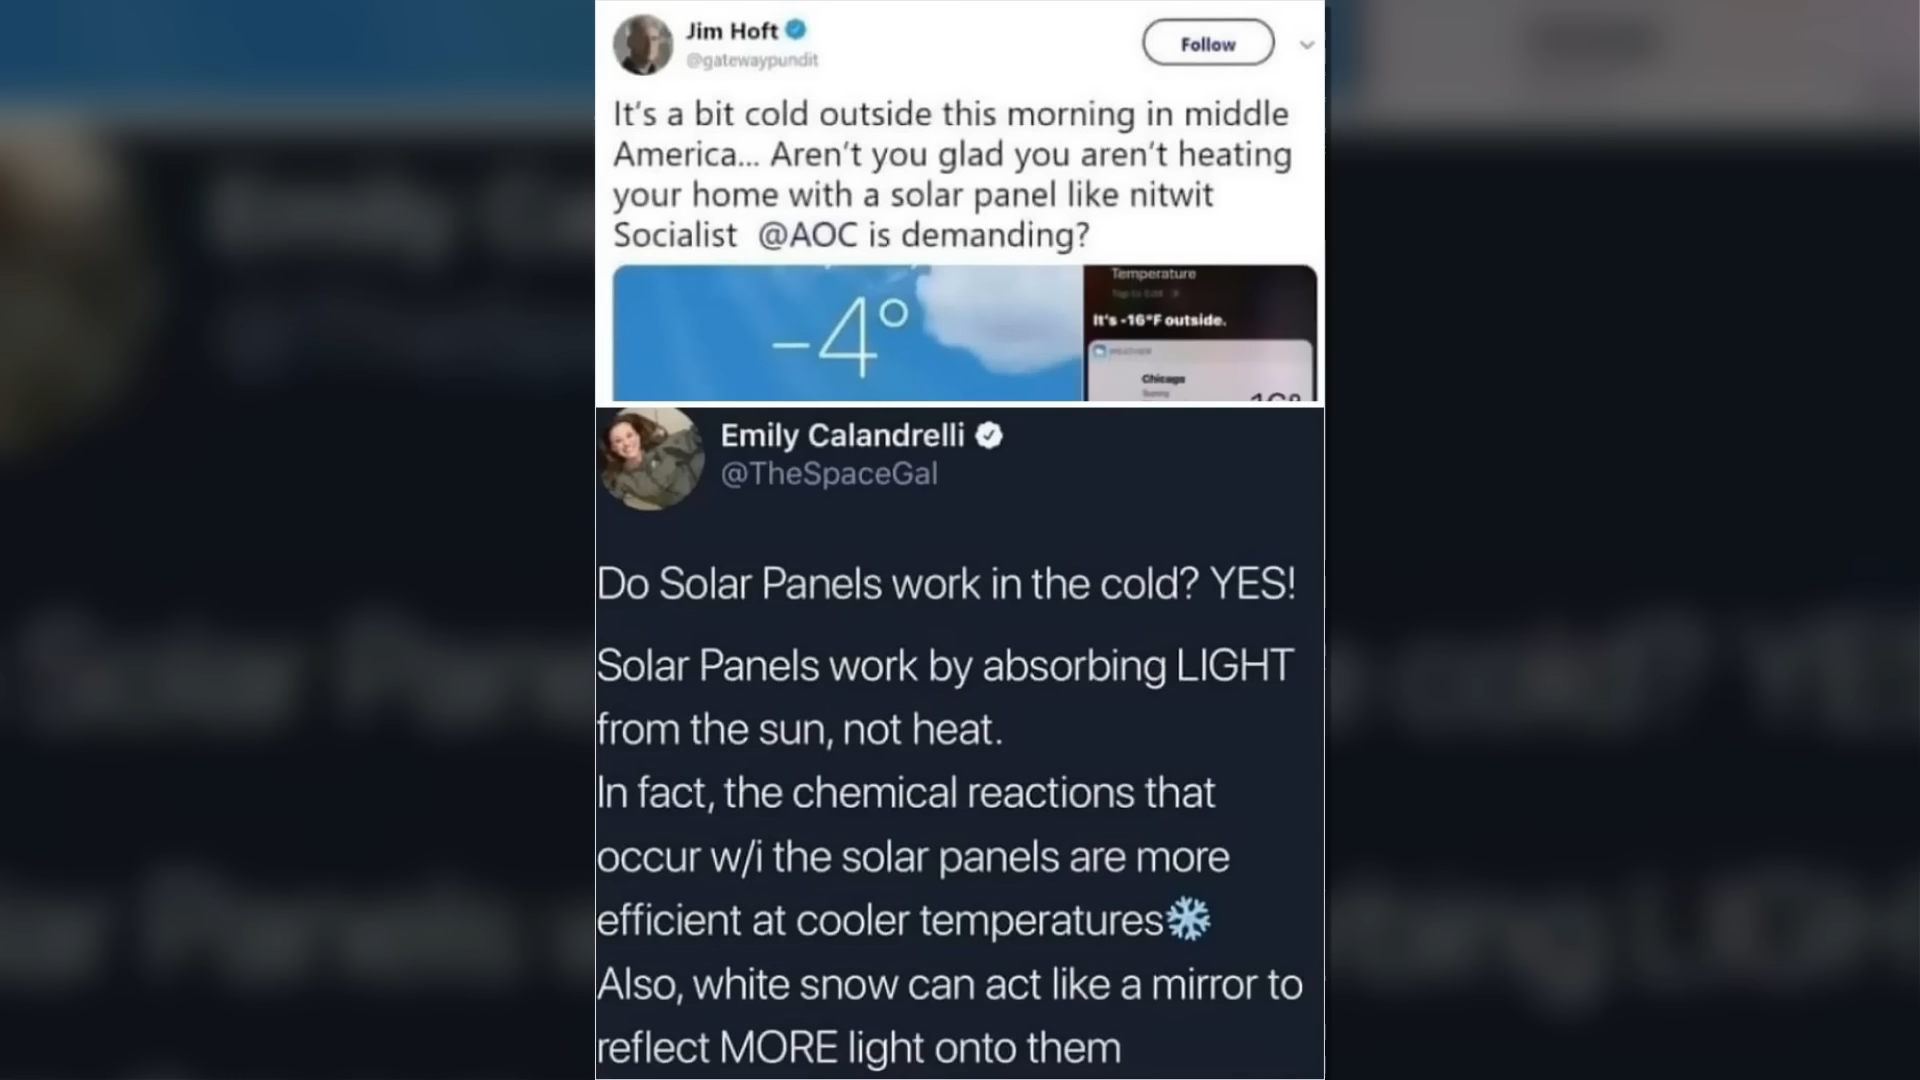 Jim Hoft
@gatewaypundit
Follow
It's a bit cold outside this morning in middle
America... Aren't you glad you aren't heating
your home with a solar panel like nitwit
Socialist @AOC is demanding?
-4°
Temperature
Tap to Edit
It's -16°F outside.
WEATHER
Chicago
Sunny
Emily Calandrelli
@TheSpaceGal
Do Solar Panels work in the cold? YES!
Solar Panels work by absorbing LIGHT
from the sun, not heat.
In fact, the chemical reactions that
occur w/i the solar panels are more
efficient at cooler temperatures❄
Also, white snow can act like a mirror to
reflect MORE light onto them